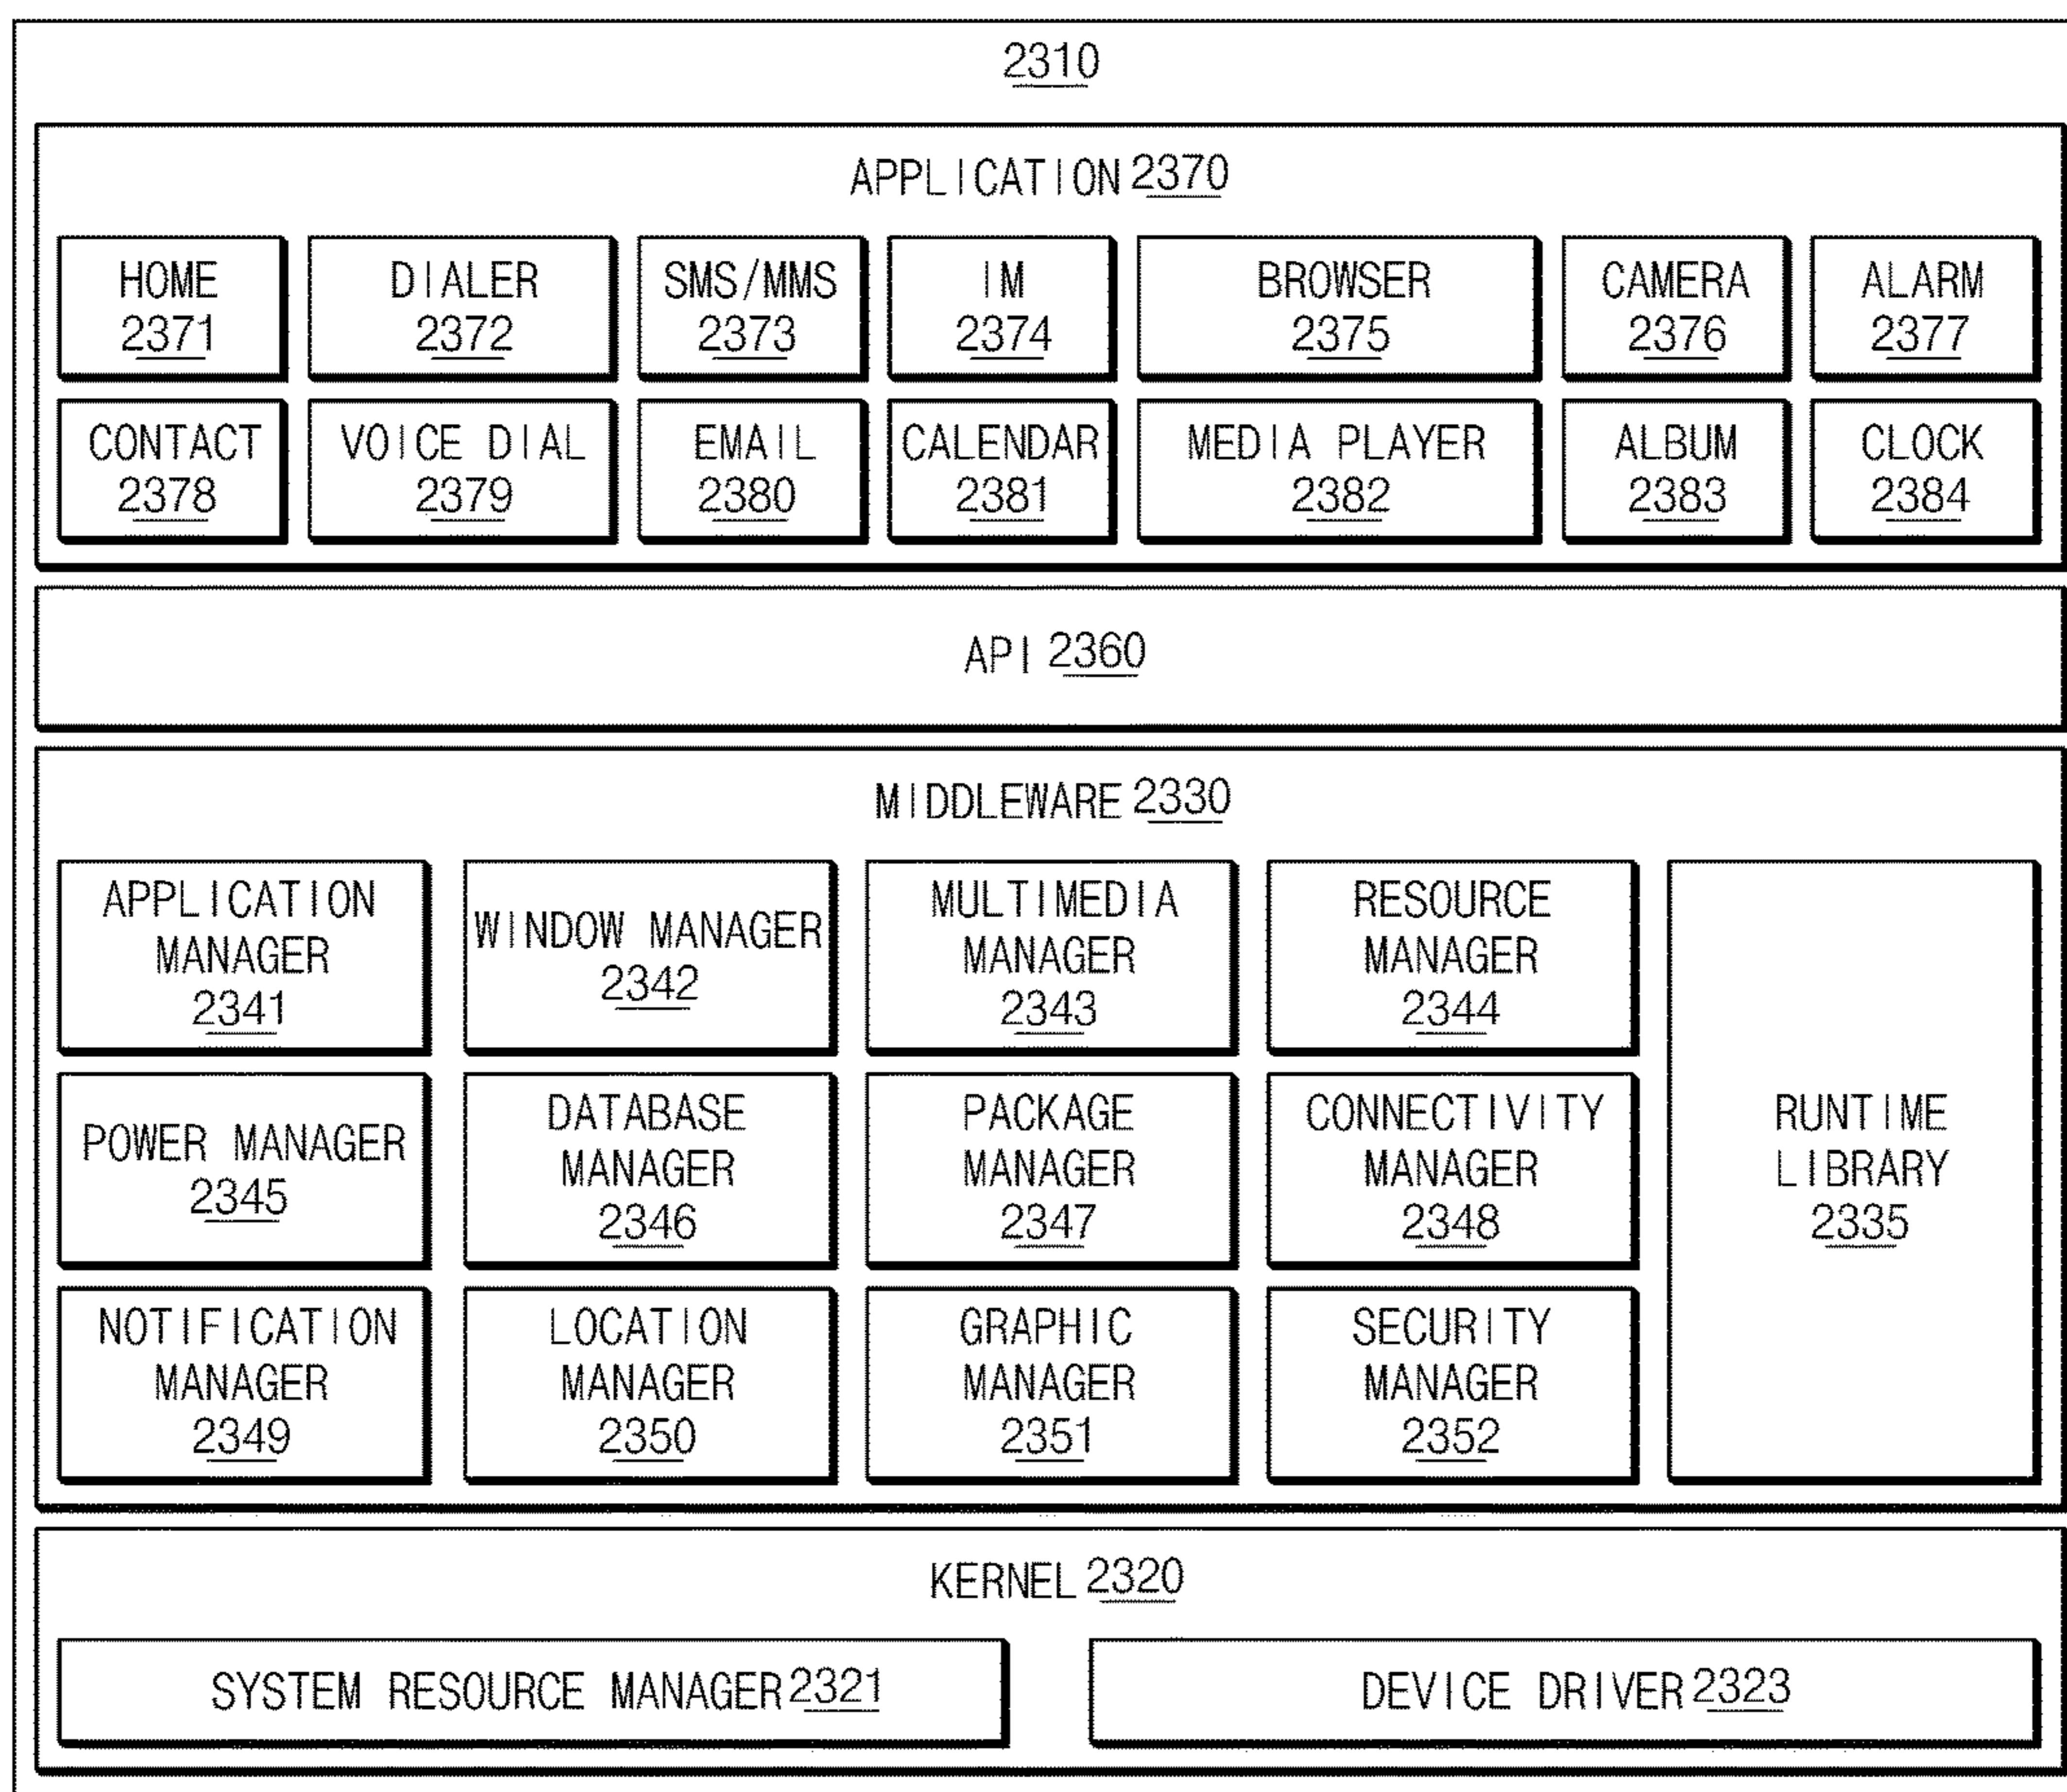 2310
APPLICATION 2370
HOME
2371
DIALER
2372
SMS/MMS
2373
IM
2374
BROWSER
2375
CAMERA
2376
ALARM
2377
CONTACT
2378
VOICE DIAL
2379
EMAIL
2380
CALENDAR
2381
MEDIA PLAYER
2382
ALBUM
2383
CLOCK
2384
API 2360
MIDDLEWARE 2330
APPLICATION
MANAGER
2341
WINDOW MANAGER
2342
MULTIMEDIA
MANAGER
2343
RESOURCE
MANAGER
2344
POWER MANAGER
2345
DATABASE
MANAGER
2346
PACKAGE
MANAGER
2347
CONNECTIVITY
MANAGER
2348
RUNTIME
LIBRARY
2335
NOTIFICATION
MANAGER
2349
LOCATION
MANAGER
2350
GRAPHIC
MANAGER
2351
SECURITY
MANAGER
2352
KERNEL 2320
SYSTEM RESOURCE MANAGER 2321
DEVICE DRIVER 2323